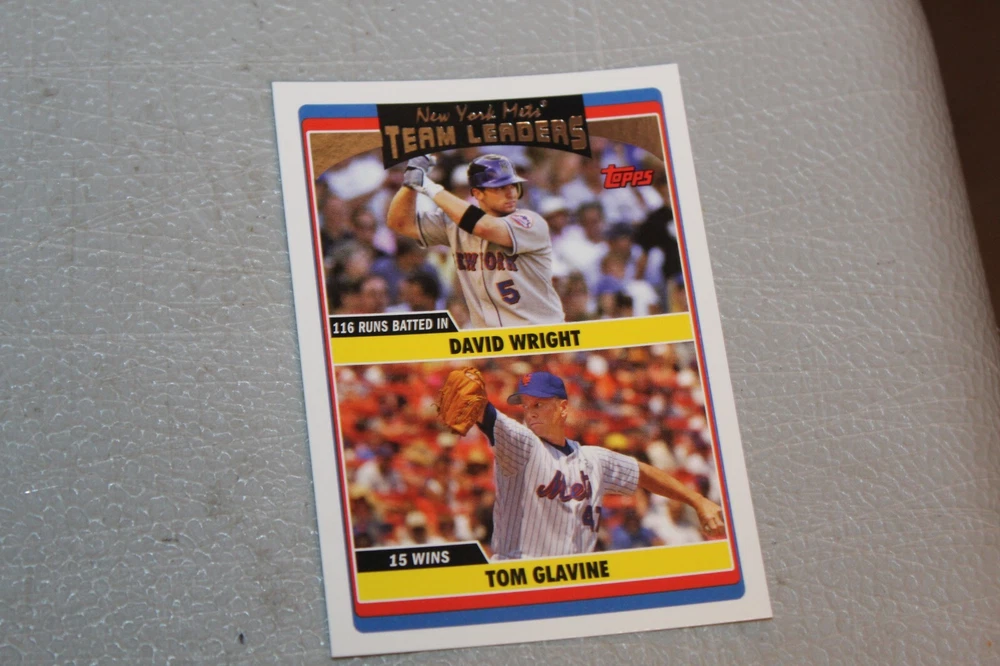 New York Mets®
TEAM LEADERS
topps
NEW YORK
5
116 RUNS BATTED IN
DAVID WRIGHT
Mets
47
15 WINS
TOM GLAVINE